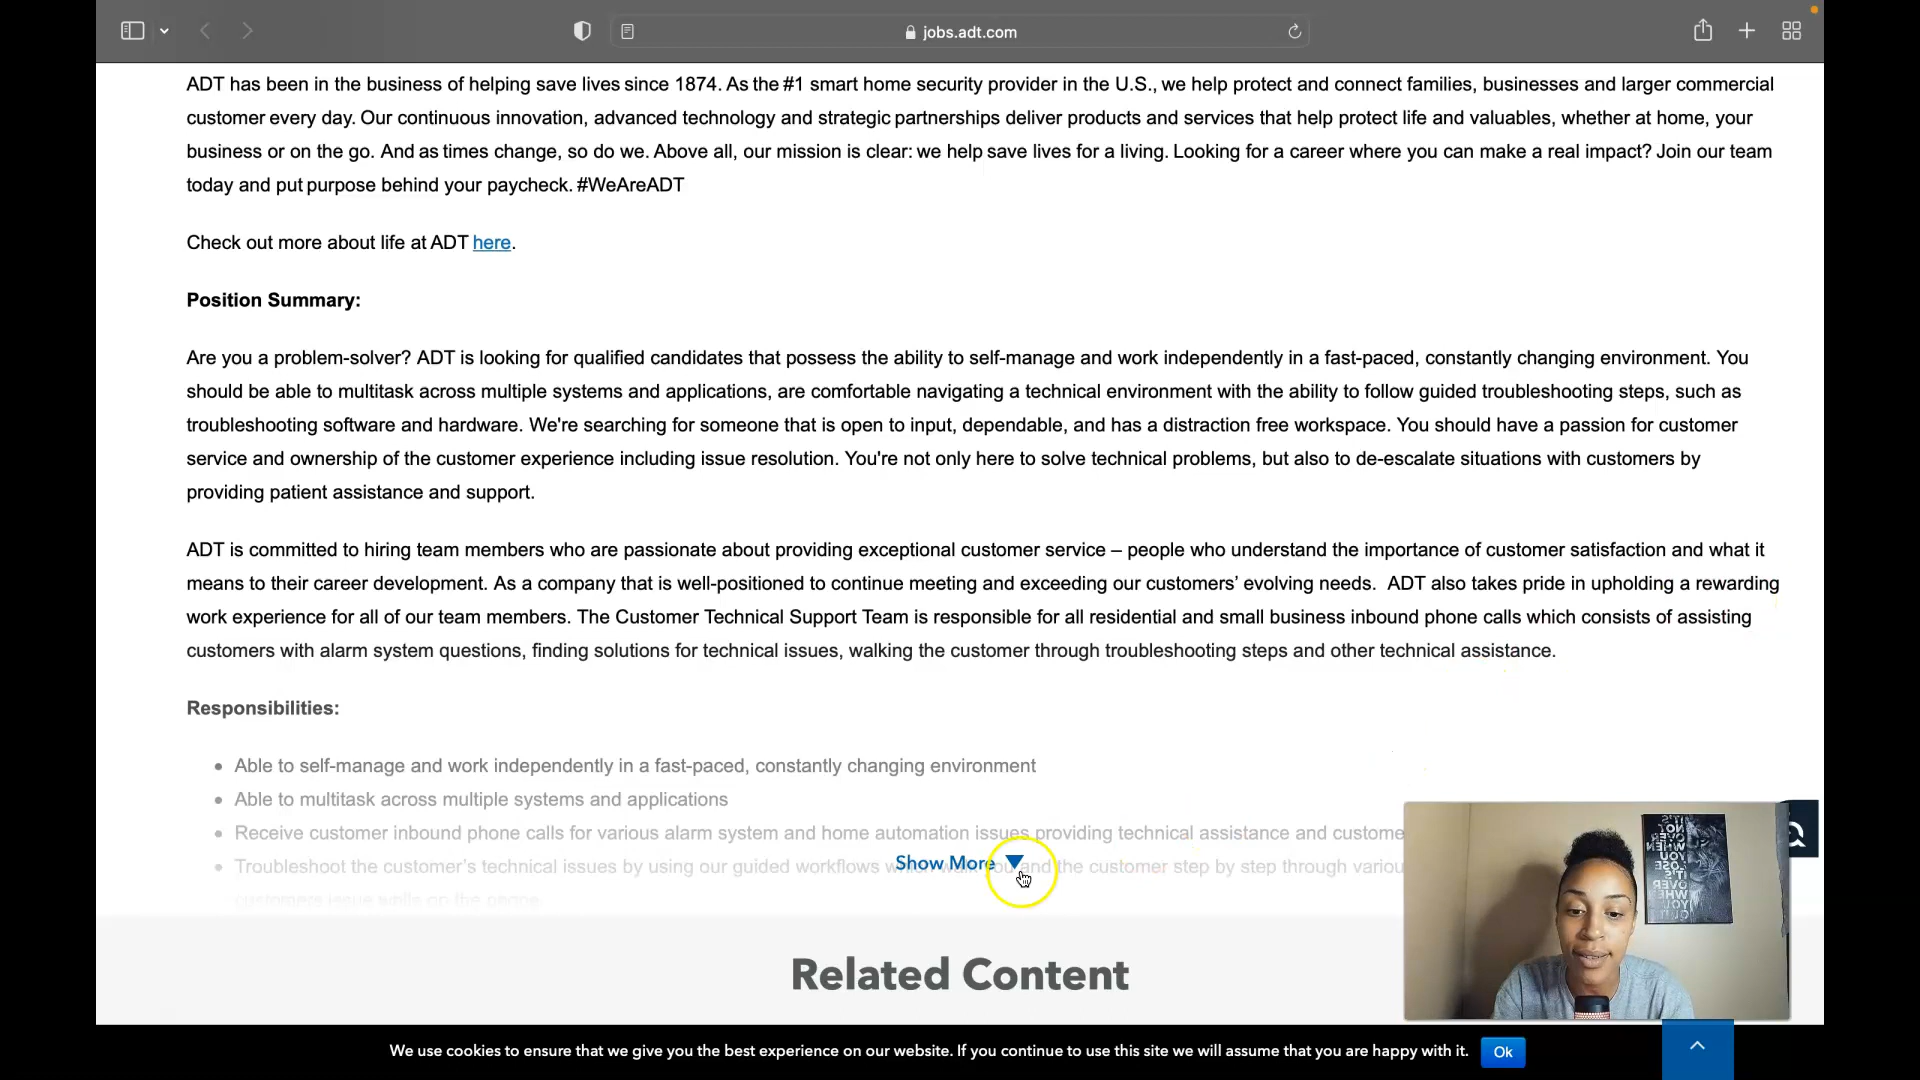 jobs.adt.com
ADT has been in the business of helping save lives since 1874. As the #1 smart home security provider in the U.S., we help protect and connect families, businesses and larger commercial
customer every day. Our continuous innovation, advanced technology and strategic partnerships deliver products and services that help protect life and valuables, whether at home, your
business or on the go. And as times change, so do we. Above all, our mission is clear: we help save lives for a living. Looking for a career where you can make a real impact? Join our team
today and put purpose behind your paycheck. #WeAreADT
Check out more about life at ADT here.
Position Summary:
Are you a problem-solver? ADT is looking for qualified candidates that possess the ability to self-manage and work independently in a fast-paced, constantly changing environment. You
should be able to multitask across multiple systems and applications, are comfortable navigating a technical environment with the ability to follow guided troubleshooting steps, such as
troubleshooting software and hardware. We're searching for someone that is open to input, dependable, and has a distraction free workspace. You should have a passion for customer
service and ownership of the customer experience including issue resolution. You're not only here to solve technical problems, but also to de-escalate situations with customers by
providing patient assistance and support.
ADT is committed to hiring team members who are passionate about providing exceptional customer service – people who understand the importance of customer satisfaction and what it
means to their career development. As a company that is well-positioned to continue meeting and exceeding our customers’ evolving needs.  ADT also takes pride in upholding a rewarding
work experience for all of our team members. The Customer Technical Support Team is responsible for all residential and small business inbound phone calls which consists of assisting
customers with alarm system questions, finding solutions for technical issues, walking the customer through troubleshooting steps and other technical assistance.
Responsibilities:
• Able to self-manage and work independently in a fast-paced, constantly changing environment
• Able to multitask across multiple systems and applications
• Receive customer inbound phone calls for various alarm system and home automation issues providing technical assistance and custome
• Troubleshoot the customer’s technical issues by using our guided workflows which walk you and the customer step by step through variou
Show More
customers issue while on the phone
IT'S
NOT
OVER
WHEN
YOU
LOSE
IT'S
OVER
WHEN
YOU
QUIT
Related Content
We use cookies to ensure that we give you the best experience on our website. If you continue to use this site we will assume that you are happy with it.
Ok